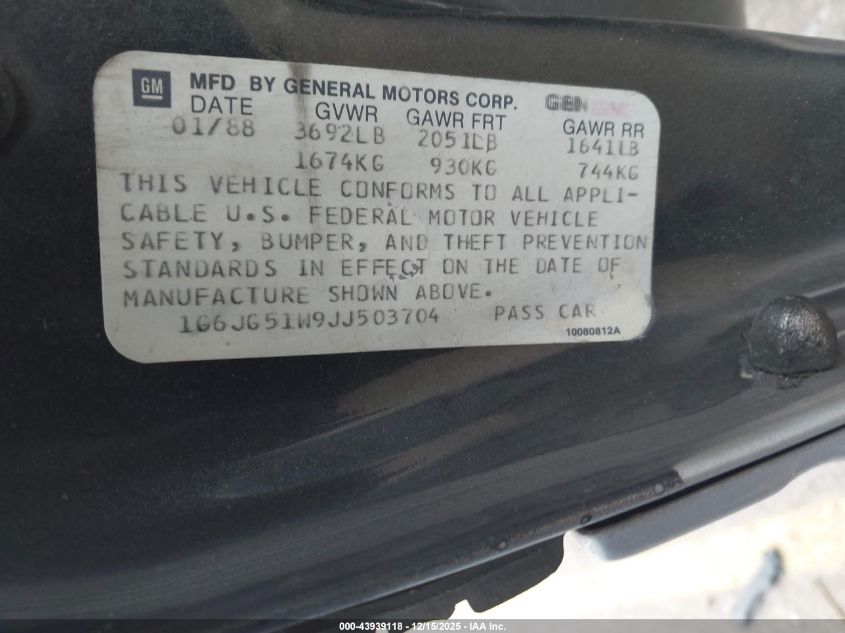 GM MFD BY GENERAL MOTORS CORP. GEN
DATE GVWR GAWR FRT GAWR RR
01/88 3692LB 2051LB 1641LB
1674KG 930KG 744KG
THIS VEHICLE CONFORMS TO ALL APPLI-
CABLE U.S. FEDERAL MOTOR VEHICLE
SAFETY, BUMPER, AND THEFT PREVENTION
STANDARDS IN EFFECT ON THE DATE OF
MANUFACTURE SHOWN ABOVE.
1G6JG51W9JJ503704 PASS CAR
10080812A
000-43939118 - 12/15/2025 - IAA Inc.